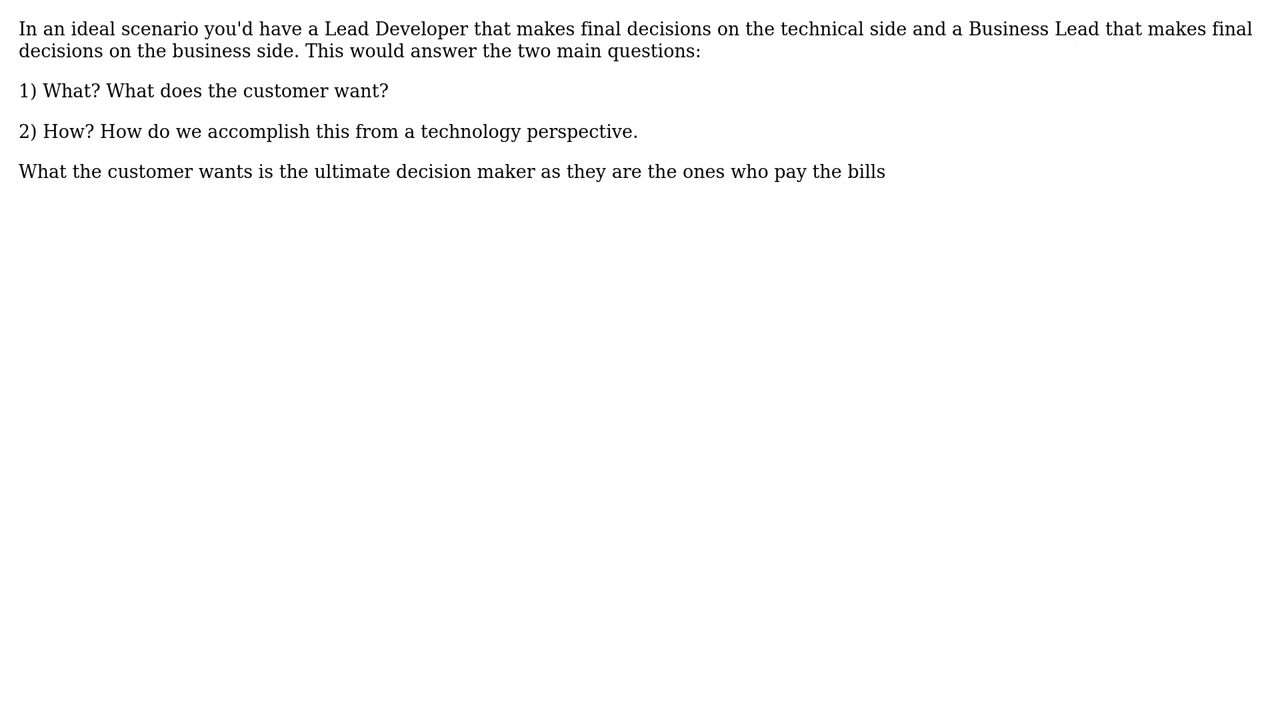 In an ideal scenario you'd have a Lead Developer that makes final decisions on the technical side and a Business Lead that makes final
decisions on the business side. This would answer the two main questions:
1) What? What does the customer want?
2) How? How do we accomplish this from a technology perspective.
What the customer wants is the ultimate decision maker as they are the ones who pay the bills